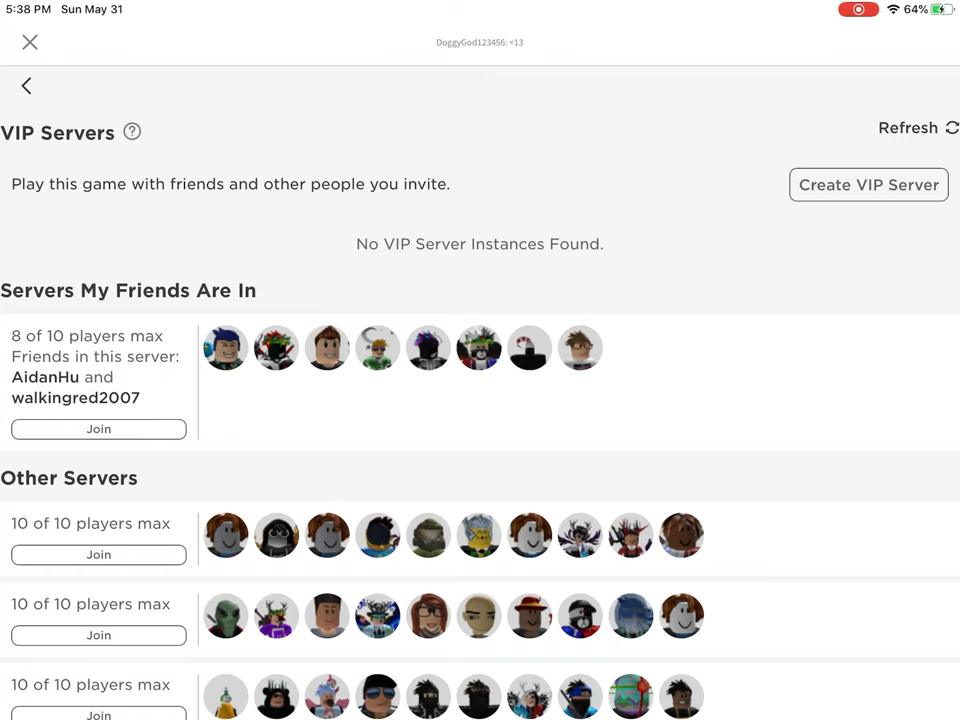 5:38 PM Sun May 31
64%
DoggyGod123456: <13
VIP Servers
Refresh
Play this game with friends and other people you invite.
Create VIP Server
No VIP Server Instances Found.
Servers My Friends Are In
8 of 10 players max
Friends in this server:
AidanHu and
walkingred2007
Join
Other Servers
10 of 10 players max
Join
10 of 10 players max
Join
10 of 10 players max
Join